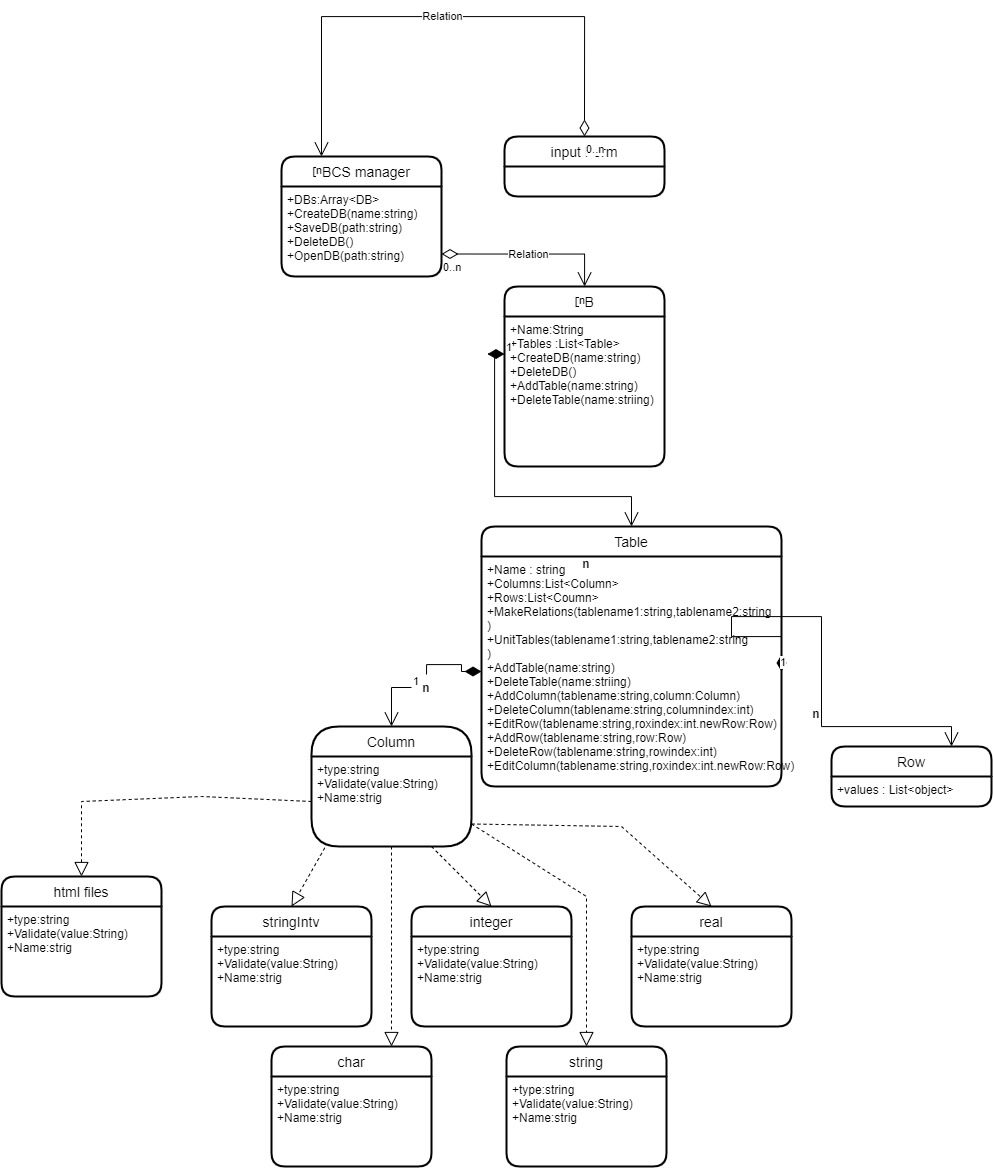 Relation
input
0..n
BCS manager
+DBs:Array<DB>
+CreateDB(name:string)
+SaveDB(path:string)
+DeleteDB()
+OpenDB(path:string)
0..n
Relation
+Name:String
+Tables :List<Table>
+CreateDB(name:string)
+DeleteDB()
+AddTable(name:string)
+DeleteTable(name:striing)
1
Table
n
+Name : string
+Columns:List<Column>
+Rows:List<Coumn>
+MakeRelations(tablename1:string,tablename2:string
)
+UnitTables(tablename1:string,tablename2:string
)
+AddTable(name:string)
+DeleteTable(name:striing)
+AddColumn(tablename:string,column:Column)
+DeleteColumn(tablename:string,columnindex:int)
+EditRow(tablename:string,roxindex:int.newRow:Row)
+AddRow(tablename:string,row:Row)
+DeleteRow(tablename:string,rowindex:int)
+EditColumn(tablename:string,roxindex:int.newRow:Row)
1
n
1
n
Row
+values : List<object>
Column
+type:string
+Validate(value:String)
+Name:strig
html files
+type:string
+Validate(value:String)
+Name:strig
stringIntv
+type:string
+Validate(value:String)
+Name:strig
integer
+type:string
+Validate(value:String)
+Name:strig
real
+type:string
+Validate(value:String)
+Name:strig
char
+type:string
+Validate(value:String)
+Name:strig
string
+type:string
+Validate(value:String)
+Name:strig